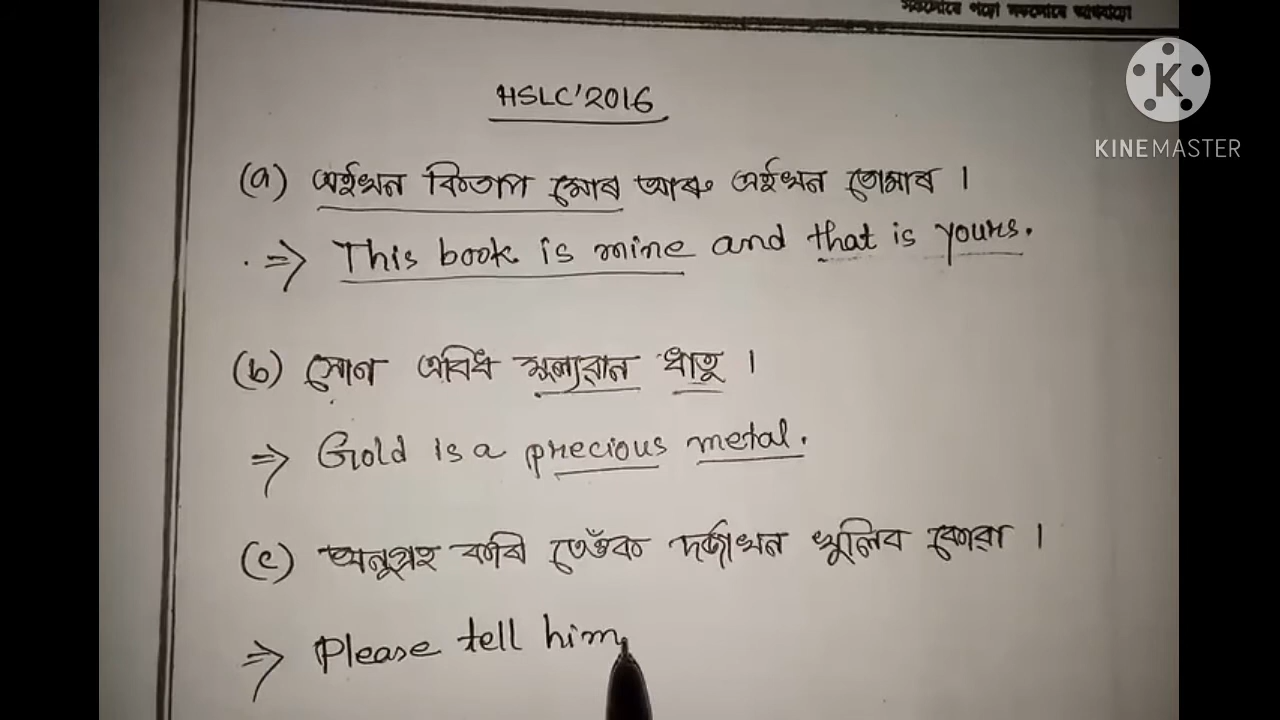 HSLC'2016
KINEMASTER
(a) এইখন কিতাপ মোৰ আৰু এইখন তোমাৰ ।
⇒ This book is mine and that is yours.
(b) সোন এবিধ মূল্যৱান ধাতু ।
⇒ Gold is a precious metal.
(c) অনুগ্ৰহ কৰি তেওঁক দৰ্জাখন খুলিব কোৱা ।
⇒ Please tell him